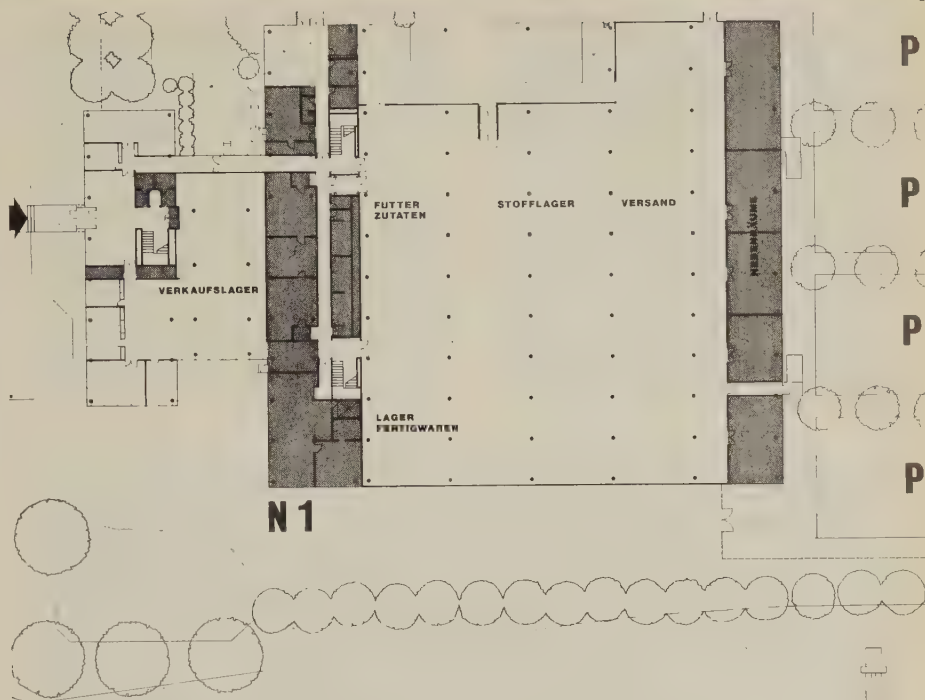 P
FUTTER
ZUTATEN
STOFFLAGER
VERSAND
P
NEBENRÄUME
VERKAUFSLAGER
P
LAGER
FERTIGWAREN
P
N 1